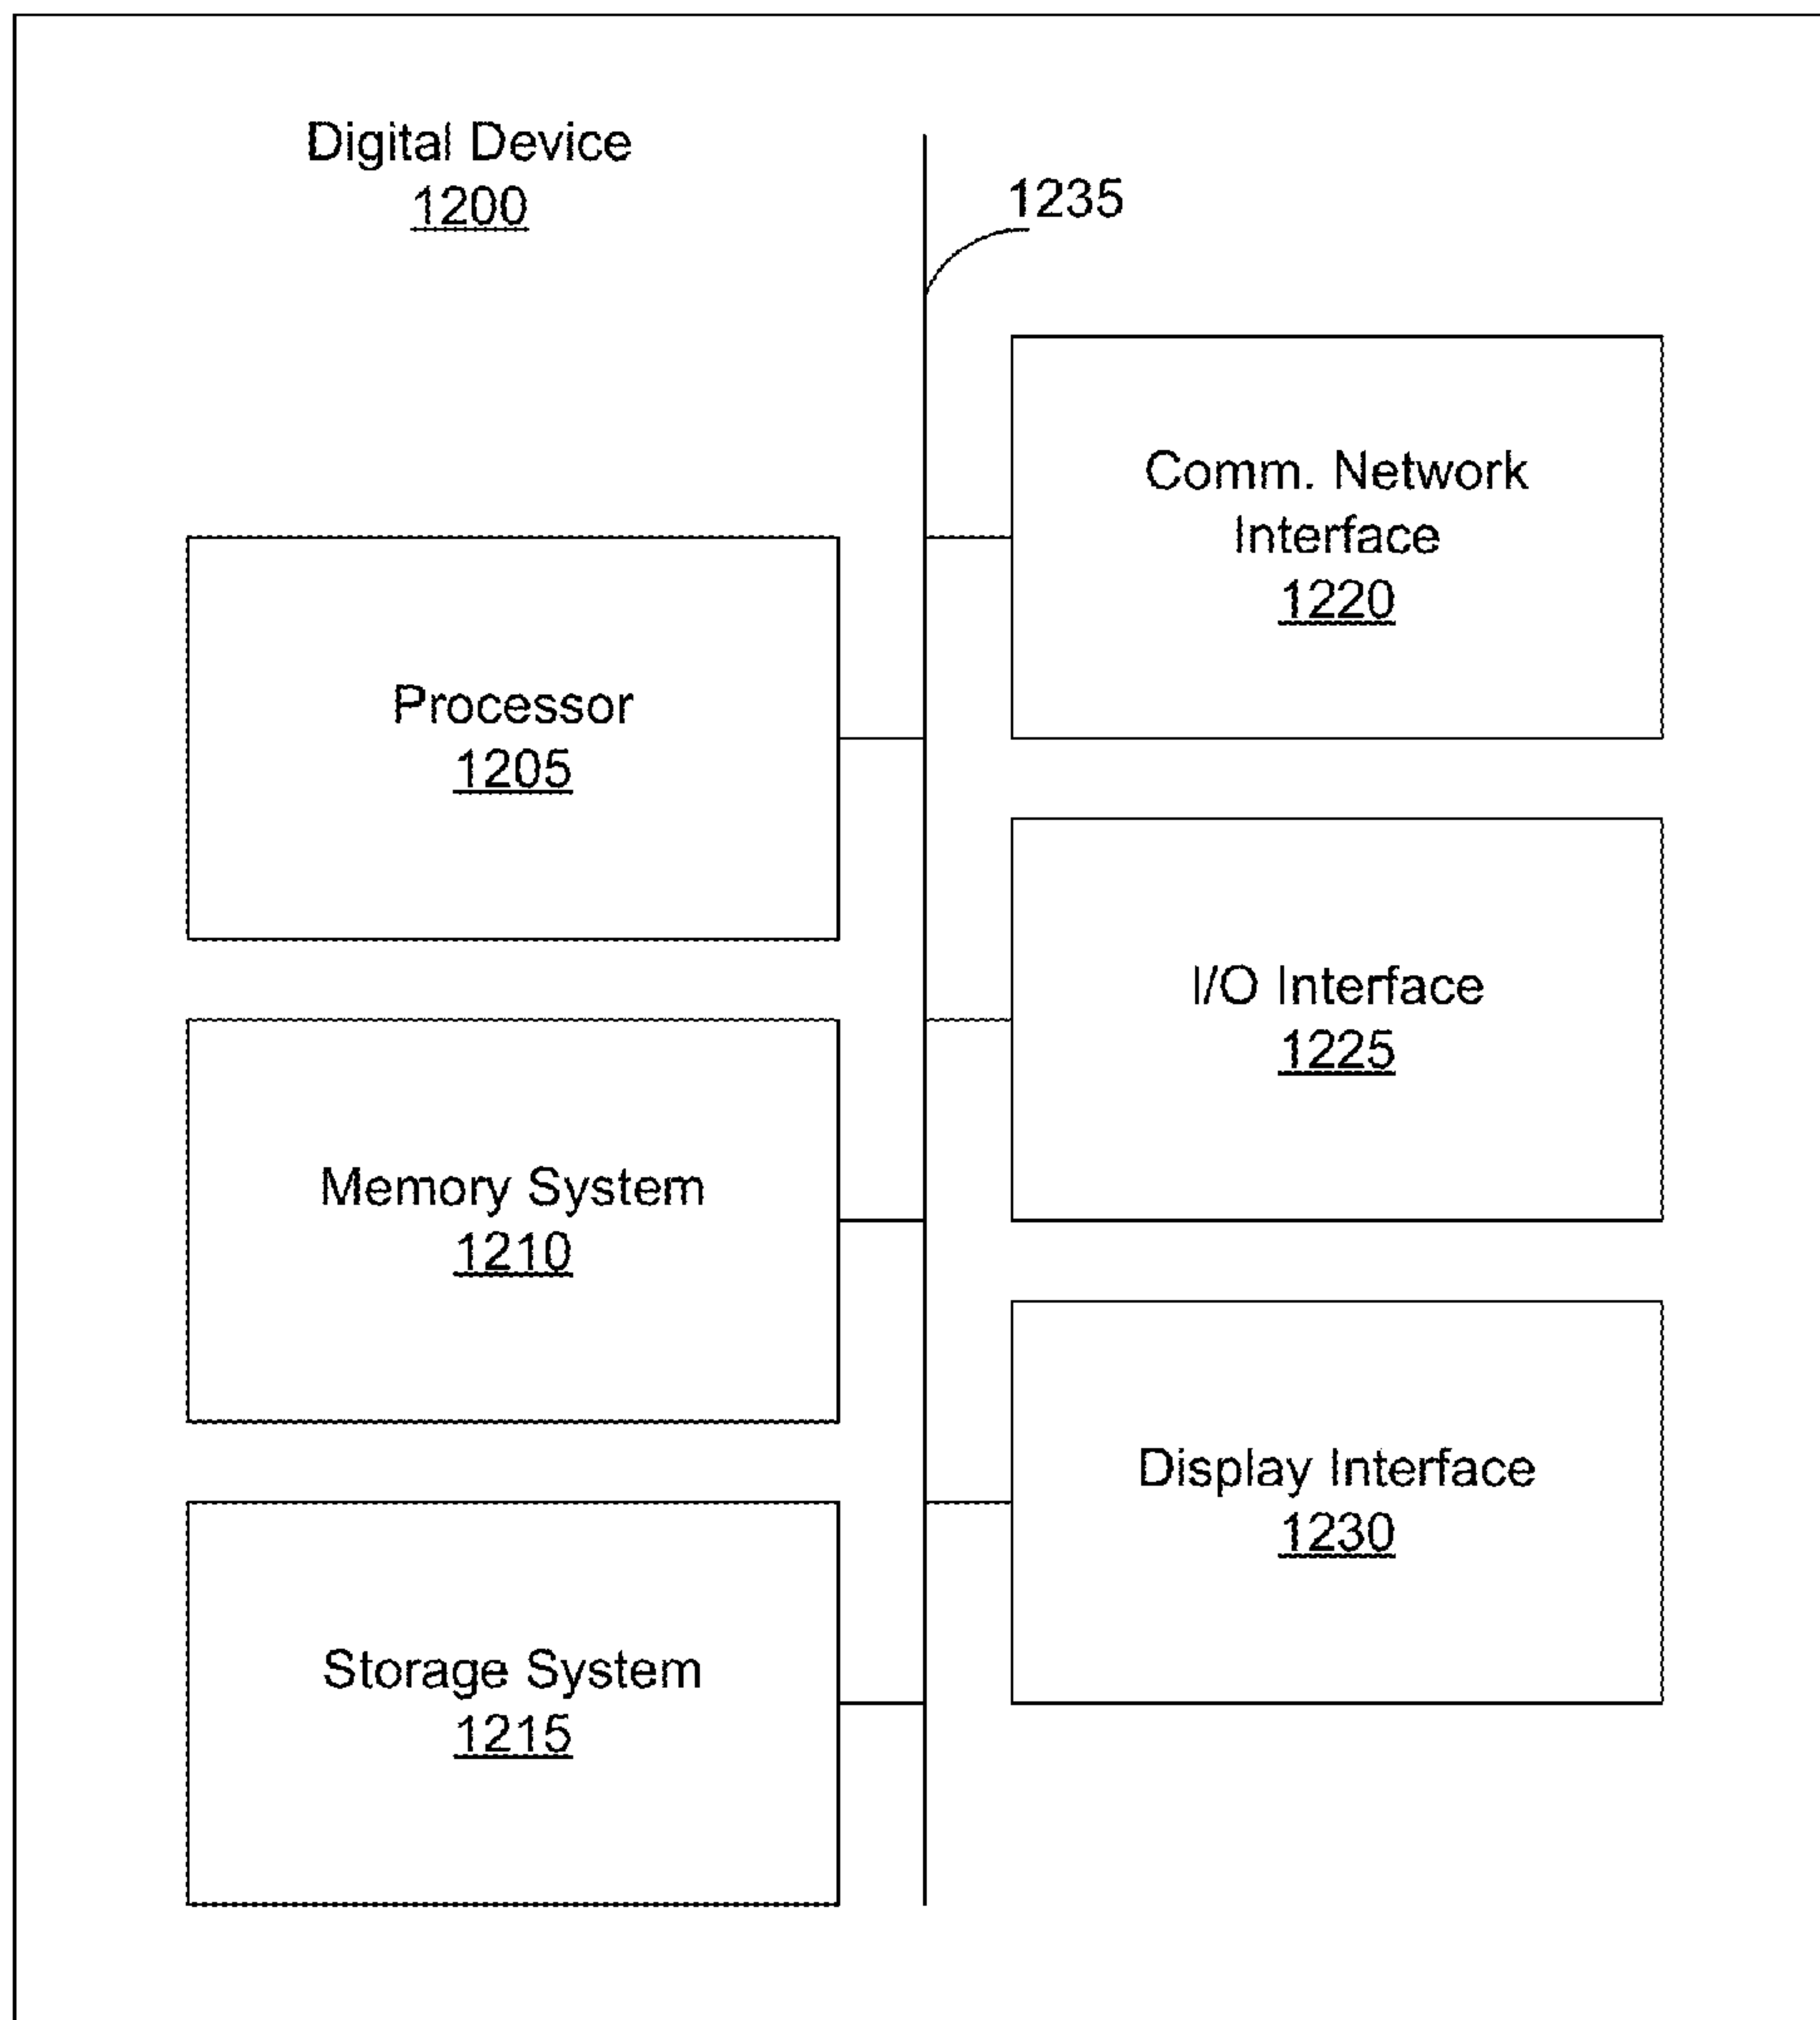 Digital Device
1200
1235
Comm. Network
Interface
1220
Processor
1205
I/O Interface
1225
Memory System
1210
Display Interface
1230
Storage System
1215